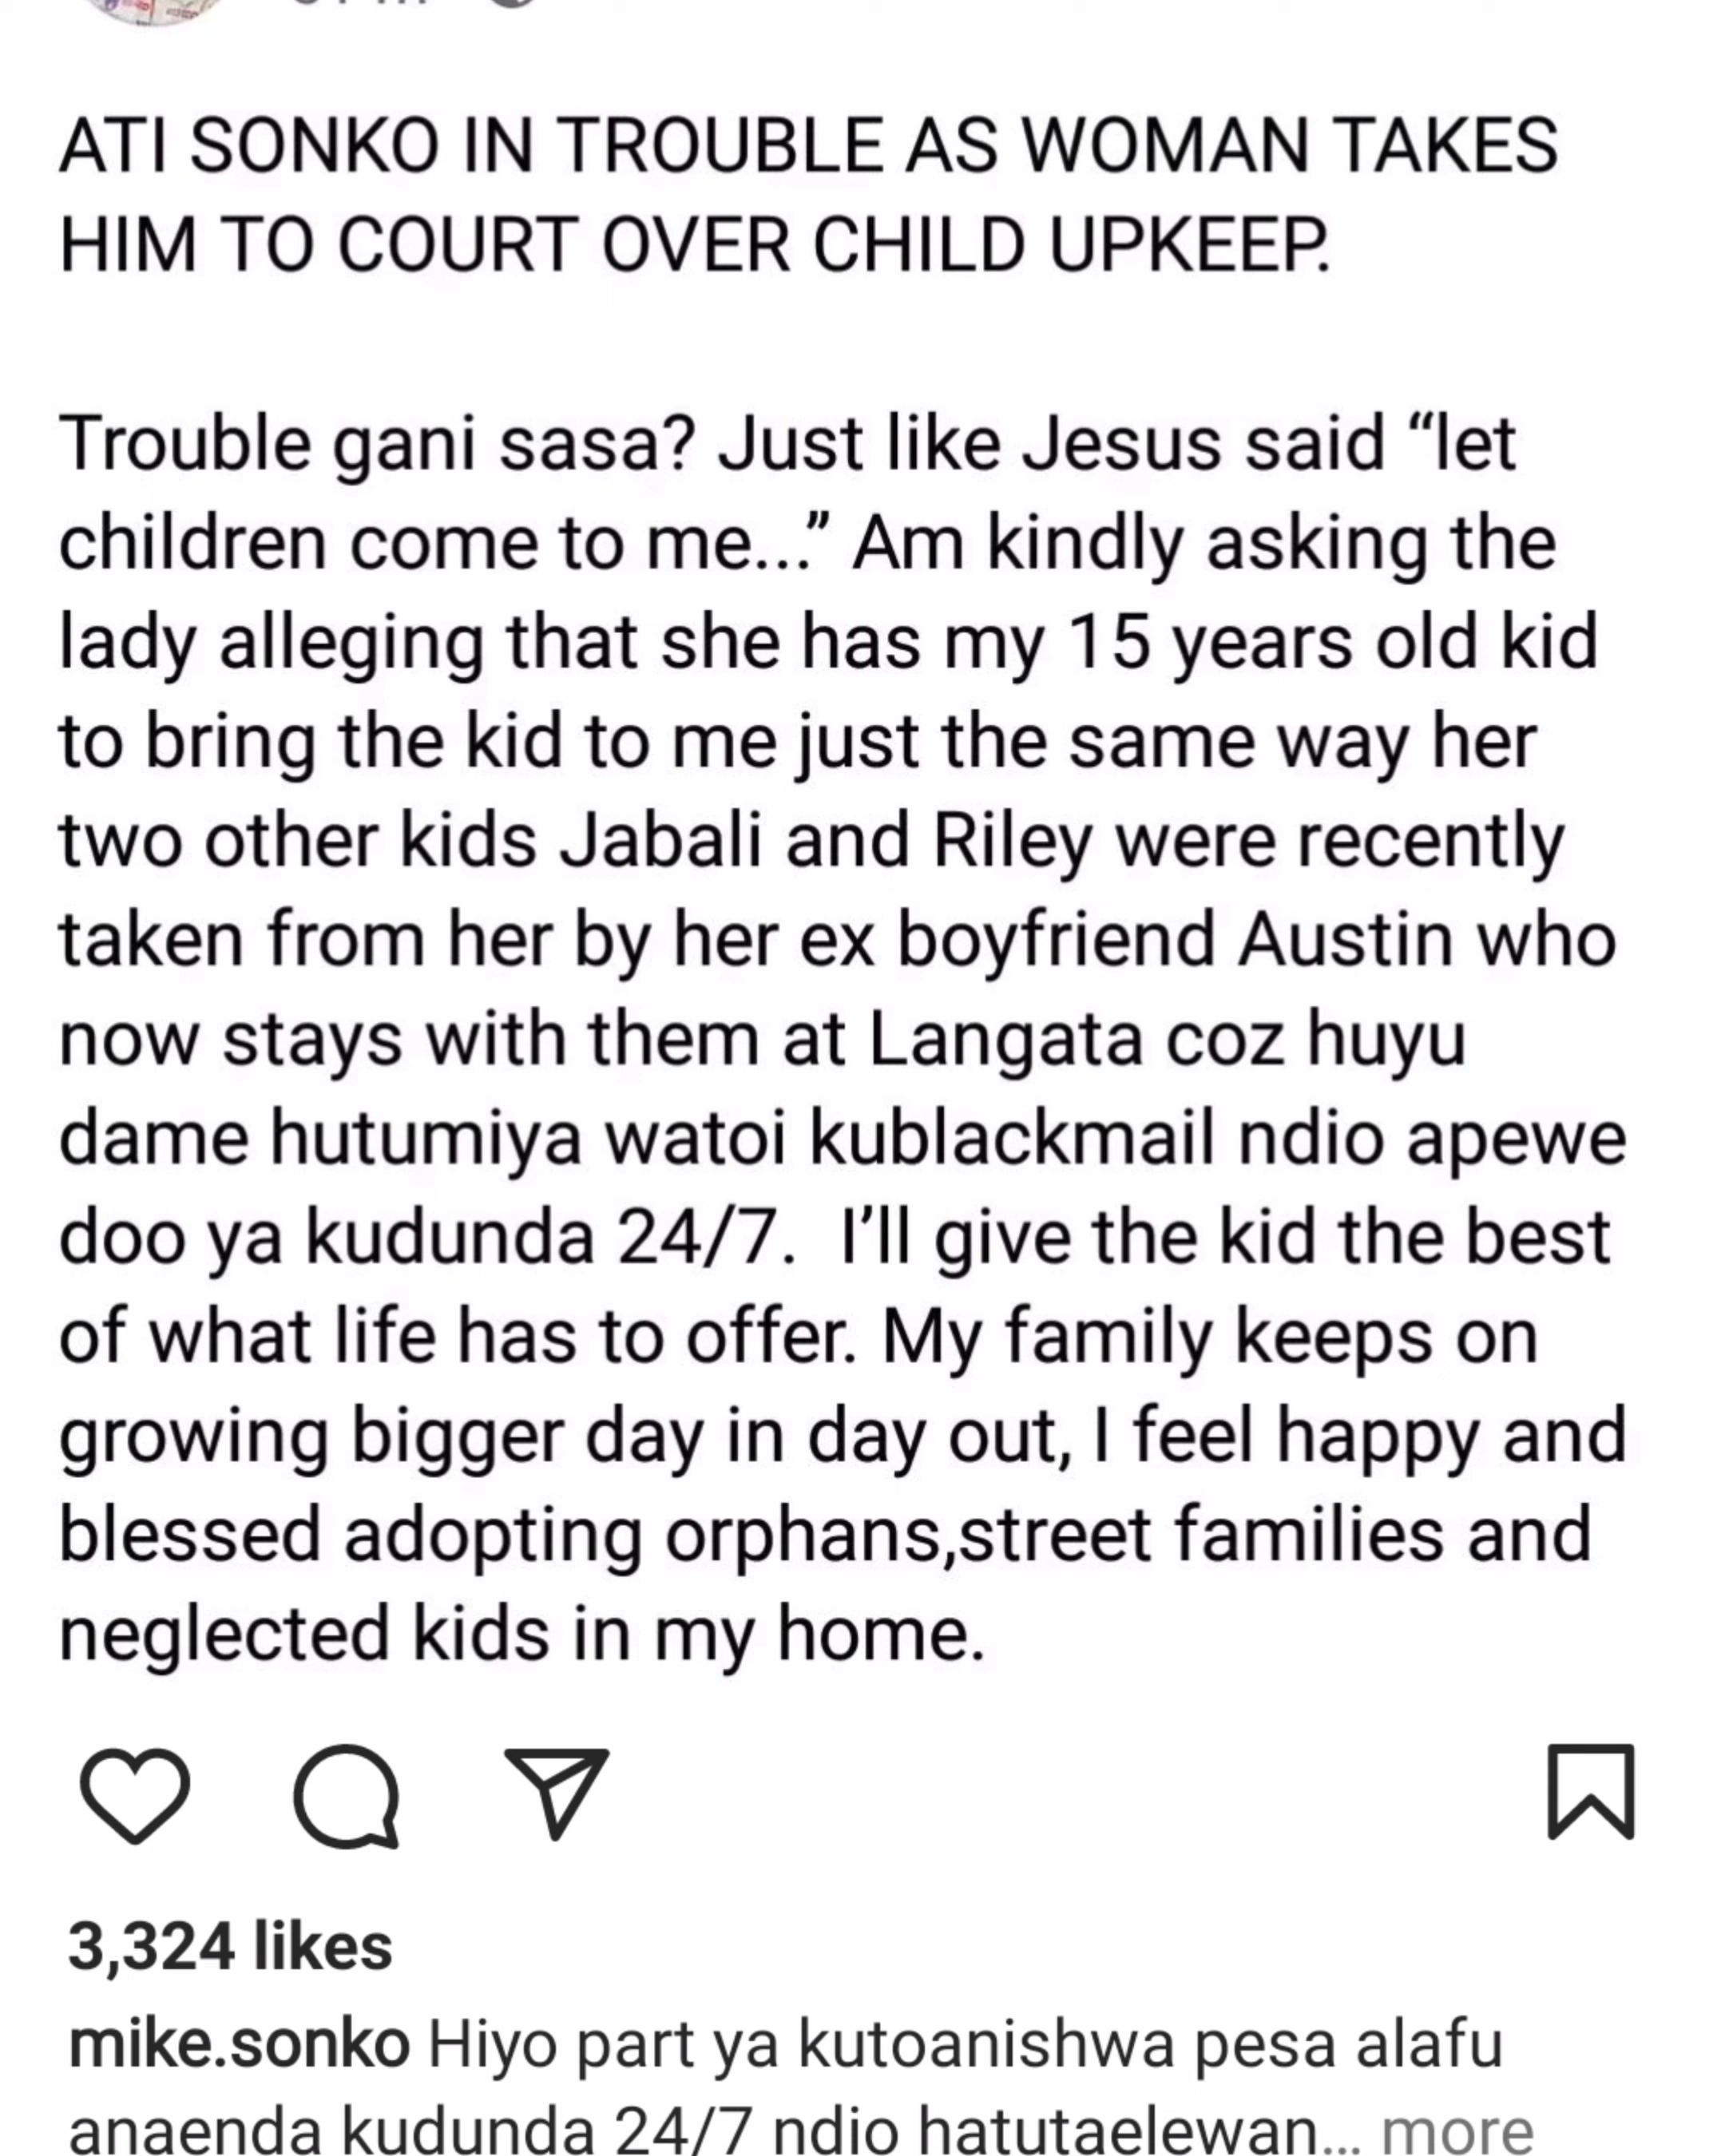 ATI SONKO IN TROUBLE AS WOMAN TAKES
HIM TO COURT OVER CHILD UPKEEP.
Trouble gani sasa? Just like Jesus said “let
children come to me...” Am kindly asking the
lady alleging that she has my 15 years old kid
to bring the kid to me just the same way her
two other kids Jabali and Riley were recently
taken from her by her ex boyfriend Austin who
now stays with them at Langata coz huyu
dame hutumiya watoi kublackmail ndio apewe
doo ya kudunda 24/7.  I’ll give the kid the best
of what life has to offer. My family keeps on
growing bigger day in day out, I feel happy and
blessed adopting orphans,street families and
neglected kids in my home.
3,324 likes
mike.sonko Hiyo part ya kutoanishwa pesa alafu
anaenda kudunda 24/7 ndio hatutaelewan... more